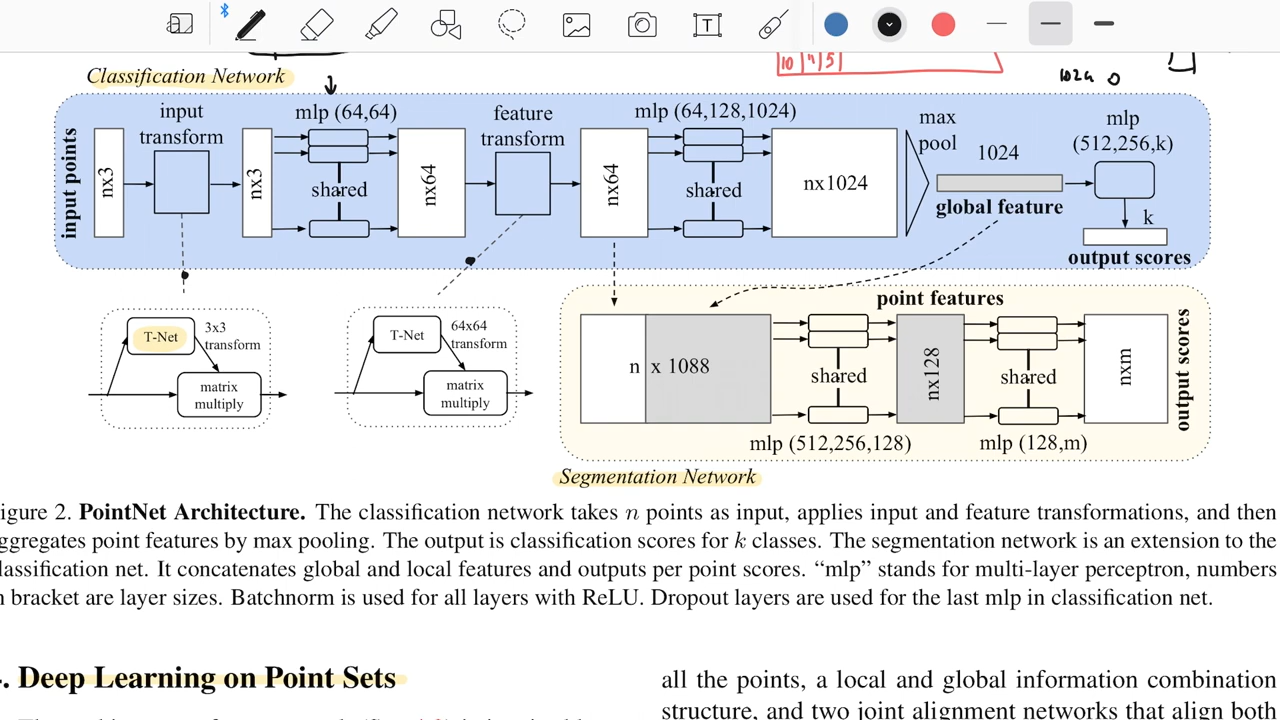 T
10 | 4 | 5
1024
Classification Network
input points
nx3
input
transform
nx3
mlp (64,64)
shared
nx64
feature
transform
nx64
mlp (64,128,1024)
shared
nx1024
max
pool
1024
global feature
mlp
(512,256,k)
k
output scores
T-Net
3x3
transform
matrix
multiply
T-Net
64x64
transform
matrix
multiply
point features
n x 1088
shared
mlp (512,256,128)
nx128
shared
mlp (128,m)
nxm
output scores
Segmentation Network
igure 2. PointNet Architecture. The classification network takes n points as input, applies input and feature transformations, and then
ggregates point features by max pooling. The output is classification scores for k classes. The segmentation network is an extension to the
lassification net. It concatenates global and local features and outputs per point scores. “mlp” stands for multi-layer perceptron, numbers
n bracket are layer sizes. Batchnorm is used for all layers with ReLU. Dropout layers are used for the last mlp in classification net.
. Deep Learning on Point Sets
all the points, a local and global information combination
structure, and two joint alignment networks that align both